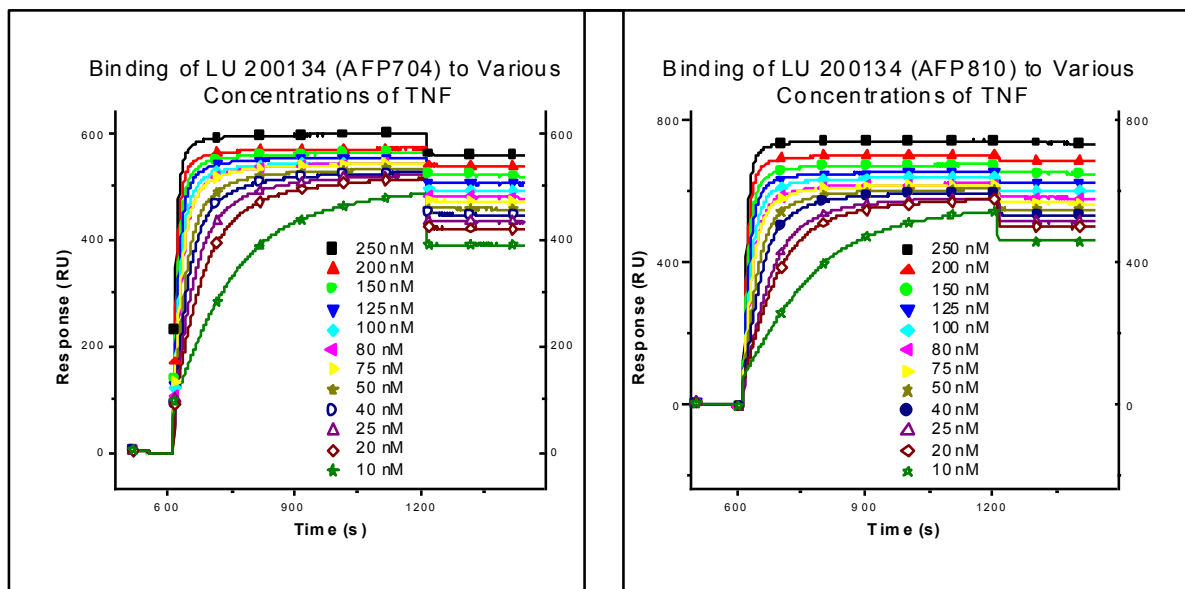 Binding of LU 200134 (AFP704) to Various
Concentrations of TNF
600
400
200
0
600
400
200
0
Response (RU)
250 nM
200 nM
150 nM
125 nM
100 nM
80 nM
75 nM
50 nM
40 nM
25 nM
20 nM
10 nM
600
900
1200
Time (s)
Binding of LU 200134 (AFP810) to Various
Concentrations of TNF
800
400
0
800
400
0
Response (RU)
250 nM
200 nM
150 nM
125 nM
100 nM
80 nM
75 nM
50 nM
40 nM
25 nM
20 nM
10 nM
600
900
1200
Time (s)